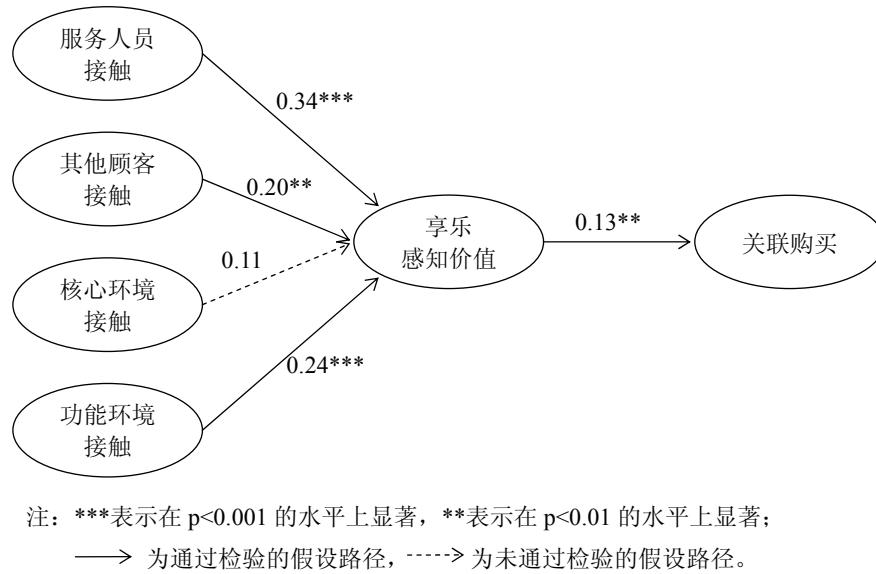 服务人员
接触
0.34***
其他顾客
接触
0.20**
享乐
感知价值
0.13**
关联购买
0.11
核心环境
接触
0.24***
功能环境
接触
注：***表示在 p<0.001 的水平上显著，**表示在 p<0.01 的水平上显著；
为通过检验的假设路径， 为未通过检验的假设路径。